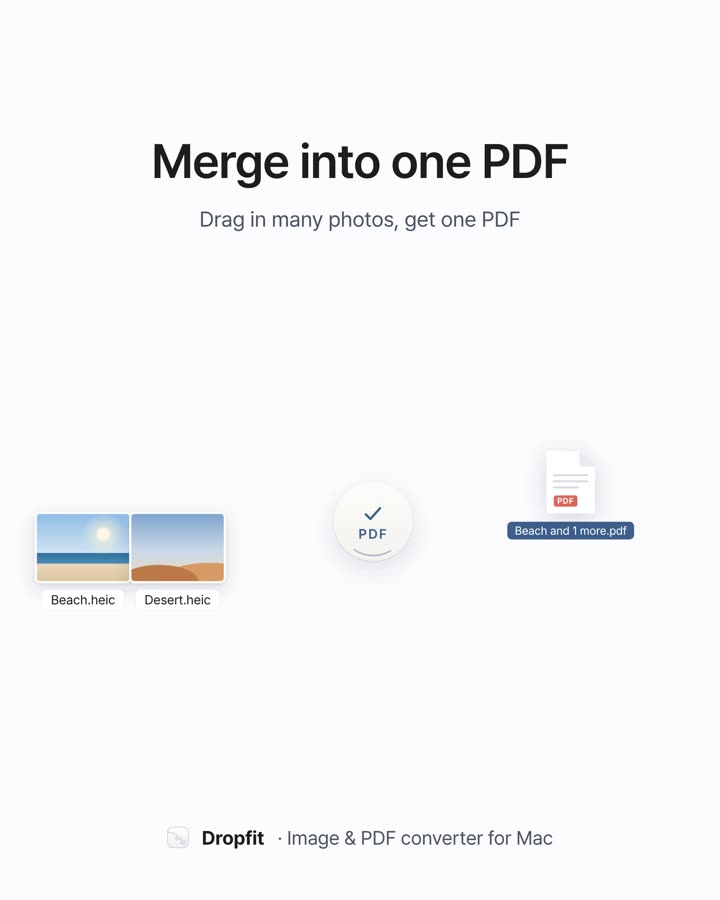 Merge into one PDF
Drag in many photos, get one PDF
PDF
Beach and 1 more.pdf
PDF
Beach.heic
Desert.heic
Dropfit · Image & PDF converter for Mac